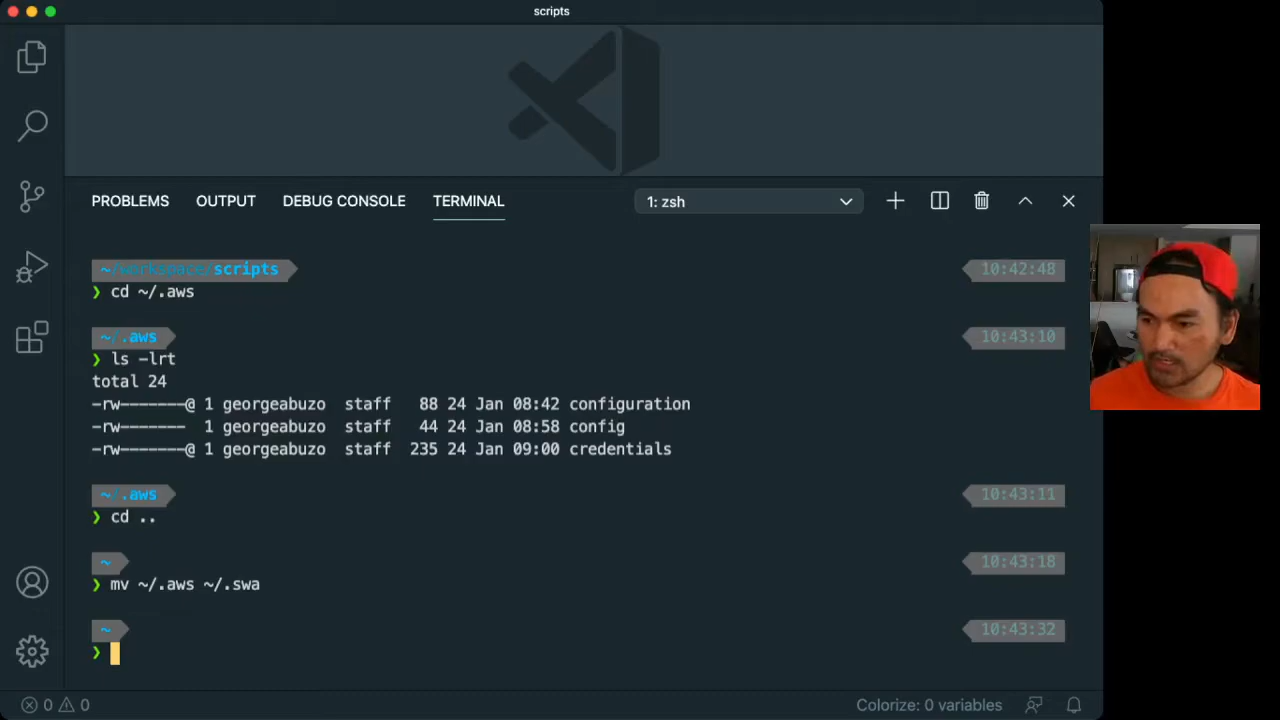 scripts
PROBLEMS OUTPUT DEBUG CONSOLE TERMINAL 1: zsh
~/workspace/scripts 10:42:48
❯ cd ~/.aws
~/.aws 10:43:10
❯ ls -lrt
total 24
-rw-------@ 1 georgeabuzo staff 88 24 Jan 08:42 configuration
-rw------- 1 georgeabuzo staff 44 24 Jan 08:58 config
-rw-------@ 1 georgeabuzo staff 235 24 Jan 09:00 credentials
~/.aws 10:43:11
❯ cd ..
~ 10:43:18
❯ mv ~/.aws ~/.swa
~ 10:43:32
❯
0 0 Colorize: 0 variables